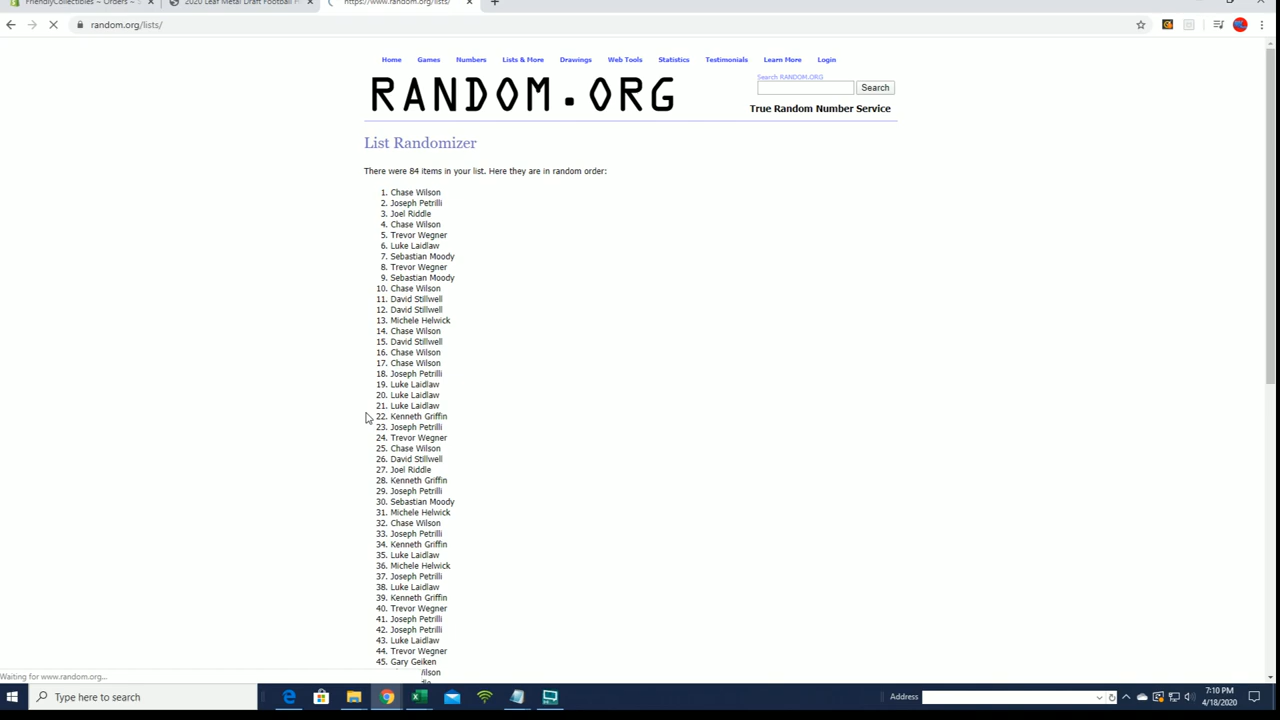 FriendlyCollectibles ~ Orders ~ S
2020 Leaf Metal Draft Football
https://www.random.org/lists/
random.org/lists/
Home Games Numbers Lists & More Drawings Web Tools Statistics Testimonials Learn More Login
RANDOM.ORG
Search RANDOM.ORG
Search
True Random Number Service
List Randomizer
There were 84 items in your list. Here they are in random order:
1. Chase Wilson
2. Joseph Petrilli
3. Joel Riddle
4. Chase Wilson
5. Trevor Wegner
6. Luke Laidlaw
7. Sebastian Moody
8. Trevor Wegner
9. Sebastian Moody
10. Chase Wilson
11. David Stillwell
12. David Stillwell
13. Michele Helwick
14. Chase Wilson
15. David Stillwell
16. Chase Wilson
17. Chase Wilson
18. Joseph Petrilli
19. Luke Laidlaw
20. Luke Laidlaw
21. Luke Laidlaw
22. Kenneth Griffin
23. Joseph Petrilli
24. Trevor Wegner
25. Chase Wilson
26. David Stillwell
27. Joel Riddle
28. Kenneth Griffin
29. Joseph Petrilli
30. Sebastian Moody
31. Michele Helwick
32. Chase Wilson
33. Joseph Petrilli
34. Kenneth Griffin
35. Luke Laidlaw
36. Michele Helwick
37. Joseph Petrilli
38. Luke Laidlaw
39. Kenneth Griffin
40. Trevor Wegner
41. Joseph Petrilli
42. Joseph Petrilli
43. Luke Laidlaw
44. Trevor Wegner
45. Gary Geiken
Waiting for www.random.org...
Type here to search
Address
7:10 PM
4/18/2020